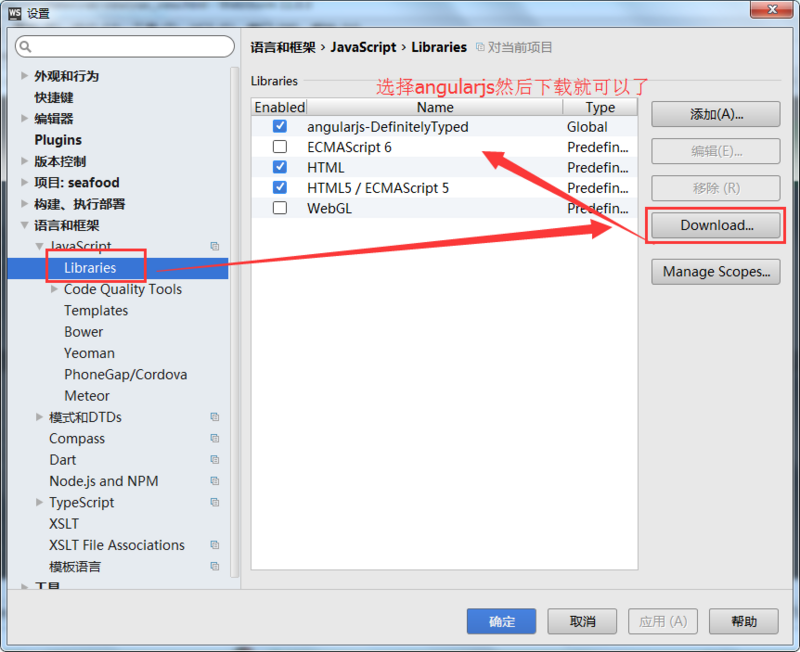 WS 设置
语言和框架 › JavaScript › Libraries 对当前项目
外观和行为
快捷键
编辑器
Plugins
版本控制
项目: seafood
构建、执行部署
语言和框架
JavaScript
Libraries
Code Quality Tools
Templates
Bower
Yeoman
PhoneGap/Cordova
Meteor
模式和DTDs
Compass
Dart
Node.js and NPM
TypeScript
XSLT
XSLT File Associations
模板语言
工具
Libraries
选择angularjs然后下载就可以了
Enabled Name Type
angularjs-DefinitelyTyped Global
ECMAScript 6 Predefin...
HTML Predefin...
HTML5 / ECMAScript 5 Predefin...
WebGL Predefin...
添加(A)...
编辑(E)...
移除 (R)
Download...
Manage Scopes...
确定 取消 应用 (A) 帮助